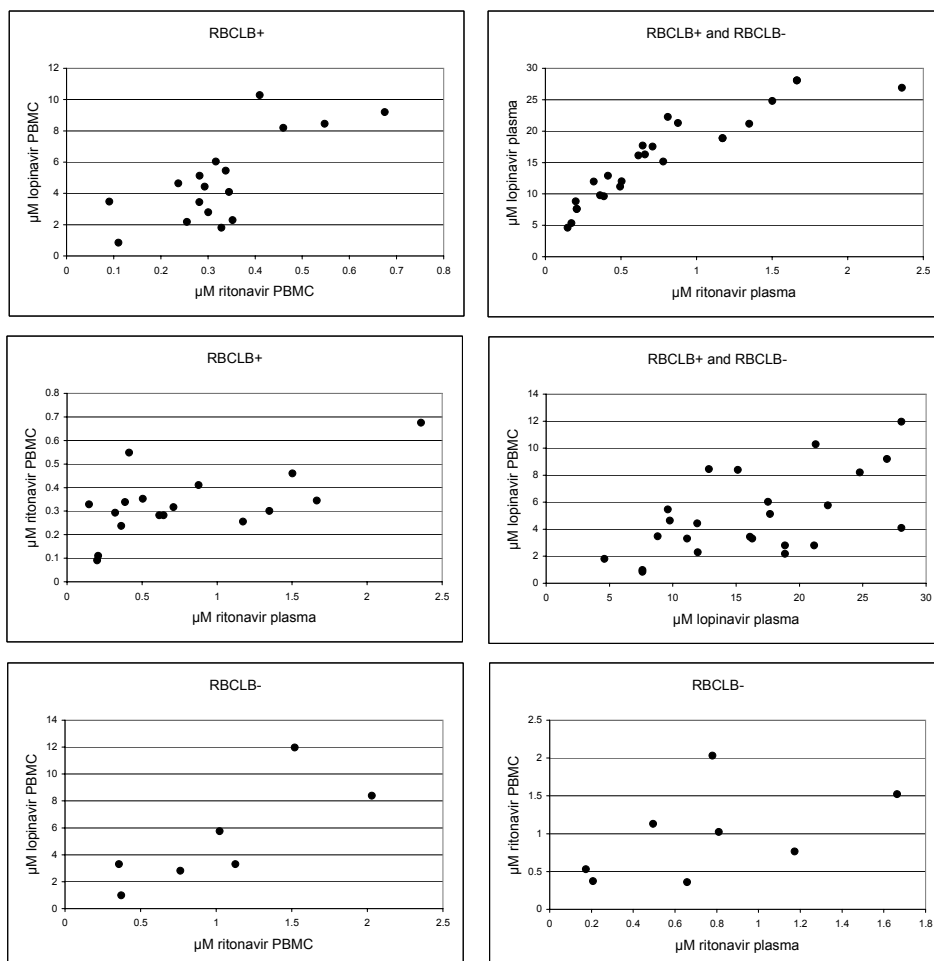 RBCLB+
12
10
8
6
4
2
0
0 0.1 0.2 0.3 0.4 0.5 0.6 0.7 0.8
µM lopinavir PBMC
µM ritonavir PBMC
RBCLB+ and RBCLB-
30
25
20
15
10
5
0
0 0.5 1 1.5 2 2.5
µM lopinavir plasma
µM ritonavir plasma
RBCLB+
0.8
0.7
0.6
0.5
0.4
0.3
0.2
0.1
0
0 0.5 1 1.5 2 2.5
µM ritonavir PBMC
µM ritonavir plasma
RBCLB+ and RBCLB-
14
12
10
8
6
4
2
0
0 5 10 15 20 25 30
µM lopinavir PBMC
µM lopinavir plasma
RBCLB-
14
12
10
8
6
4
2
0
0 0.5 1 1.5 2 2.5
µM lopinavir PBMC
µM ritonavir PBMC
RBCLB-
2.5
2
1.5
1
0.5
0
0 0.2 0.4 0.6 0.8 1 1.2 1.4 1.6 1.8
µM ritonavir PBMC
µM ritonavir plasma